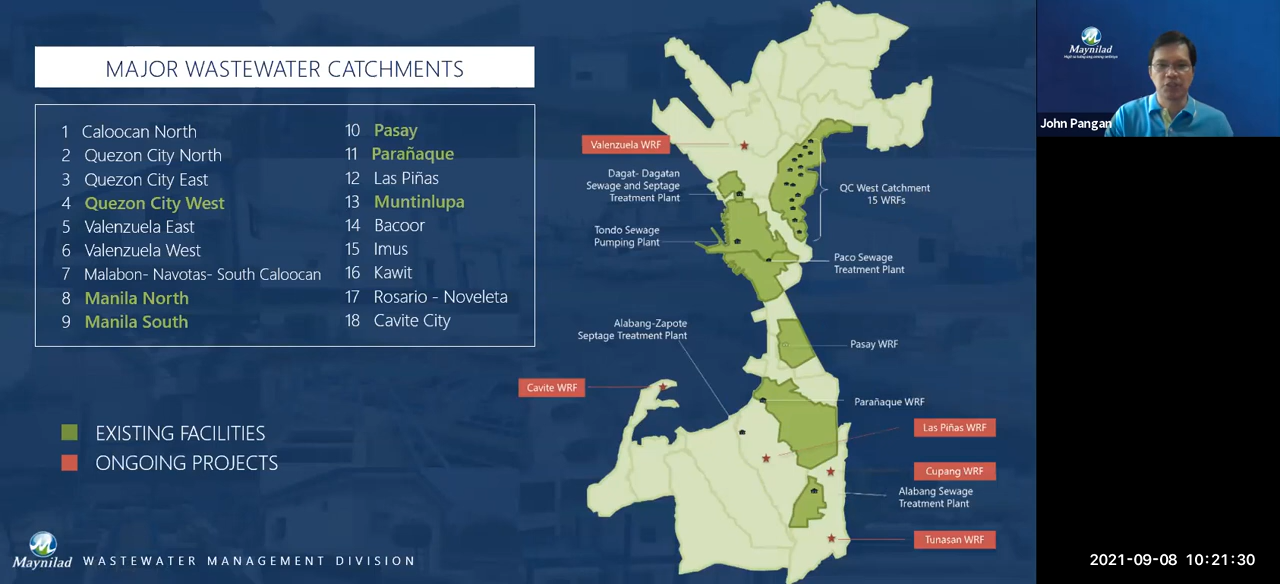 MAJOR WASTEWATER CATCHMENTS
1 Caloocan North
2 Quezon City North
3 Quezon City East
4 Quezon City West
5 Valenzuela East
6 Valenzuela West
7 Malabon- Navotas- South Caloocan
8 Manila North
9 Manila South
10 Pasay
11 Parañaque
12 Las Piñas
13 Muntinlupa
14 Bacoor
15 Imus
16 Kawit
17 Rosario - Noveleta
18 Cavite City
EXISTING FACILITIES
ONGOING PROJECTS
Maynilad WASTEWATER MANAGEMENT DIVISION
Valenzuela WRF
Dagat- Dagatan
Sewage and Septage
Treatment Plant
QC West Catchment
15 WRFs
Tondo Sewage
Pumping Plant
Paco Sewage
Treatment Plant
Alabang-Zapote
Septage Treatment Plant
Pasay WRF
Cavite WRF
Parañaque WRF
Las Piñas WRF
Cupang WRF
Alabang Sewage
Treatment Plant
Tunasan WRF
Maynilad
John Pangan
2021-09-08 10:21:30